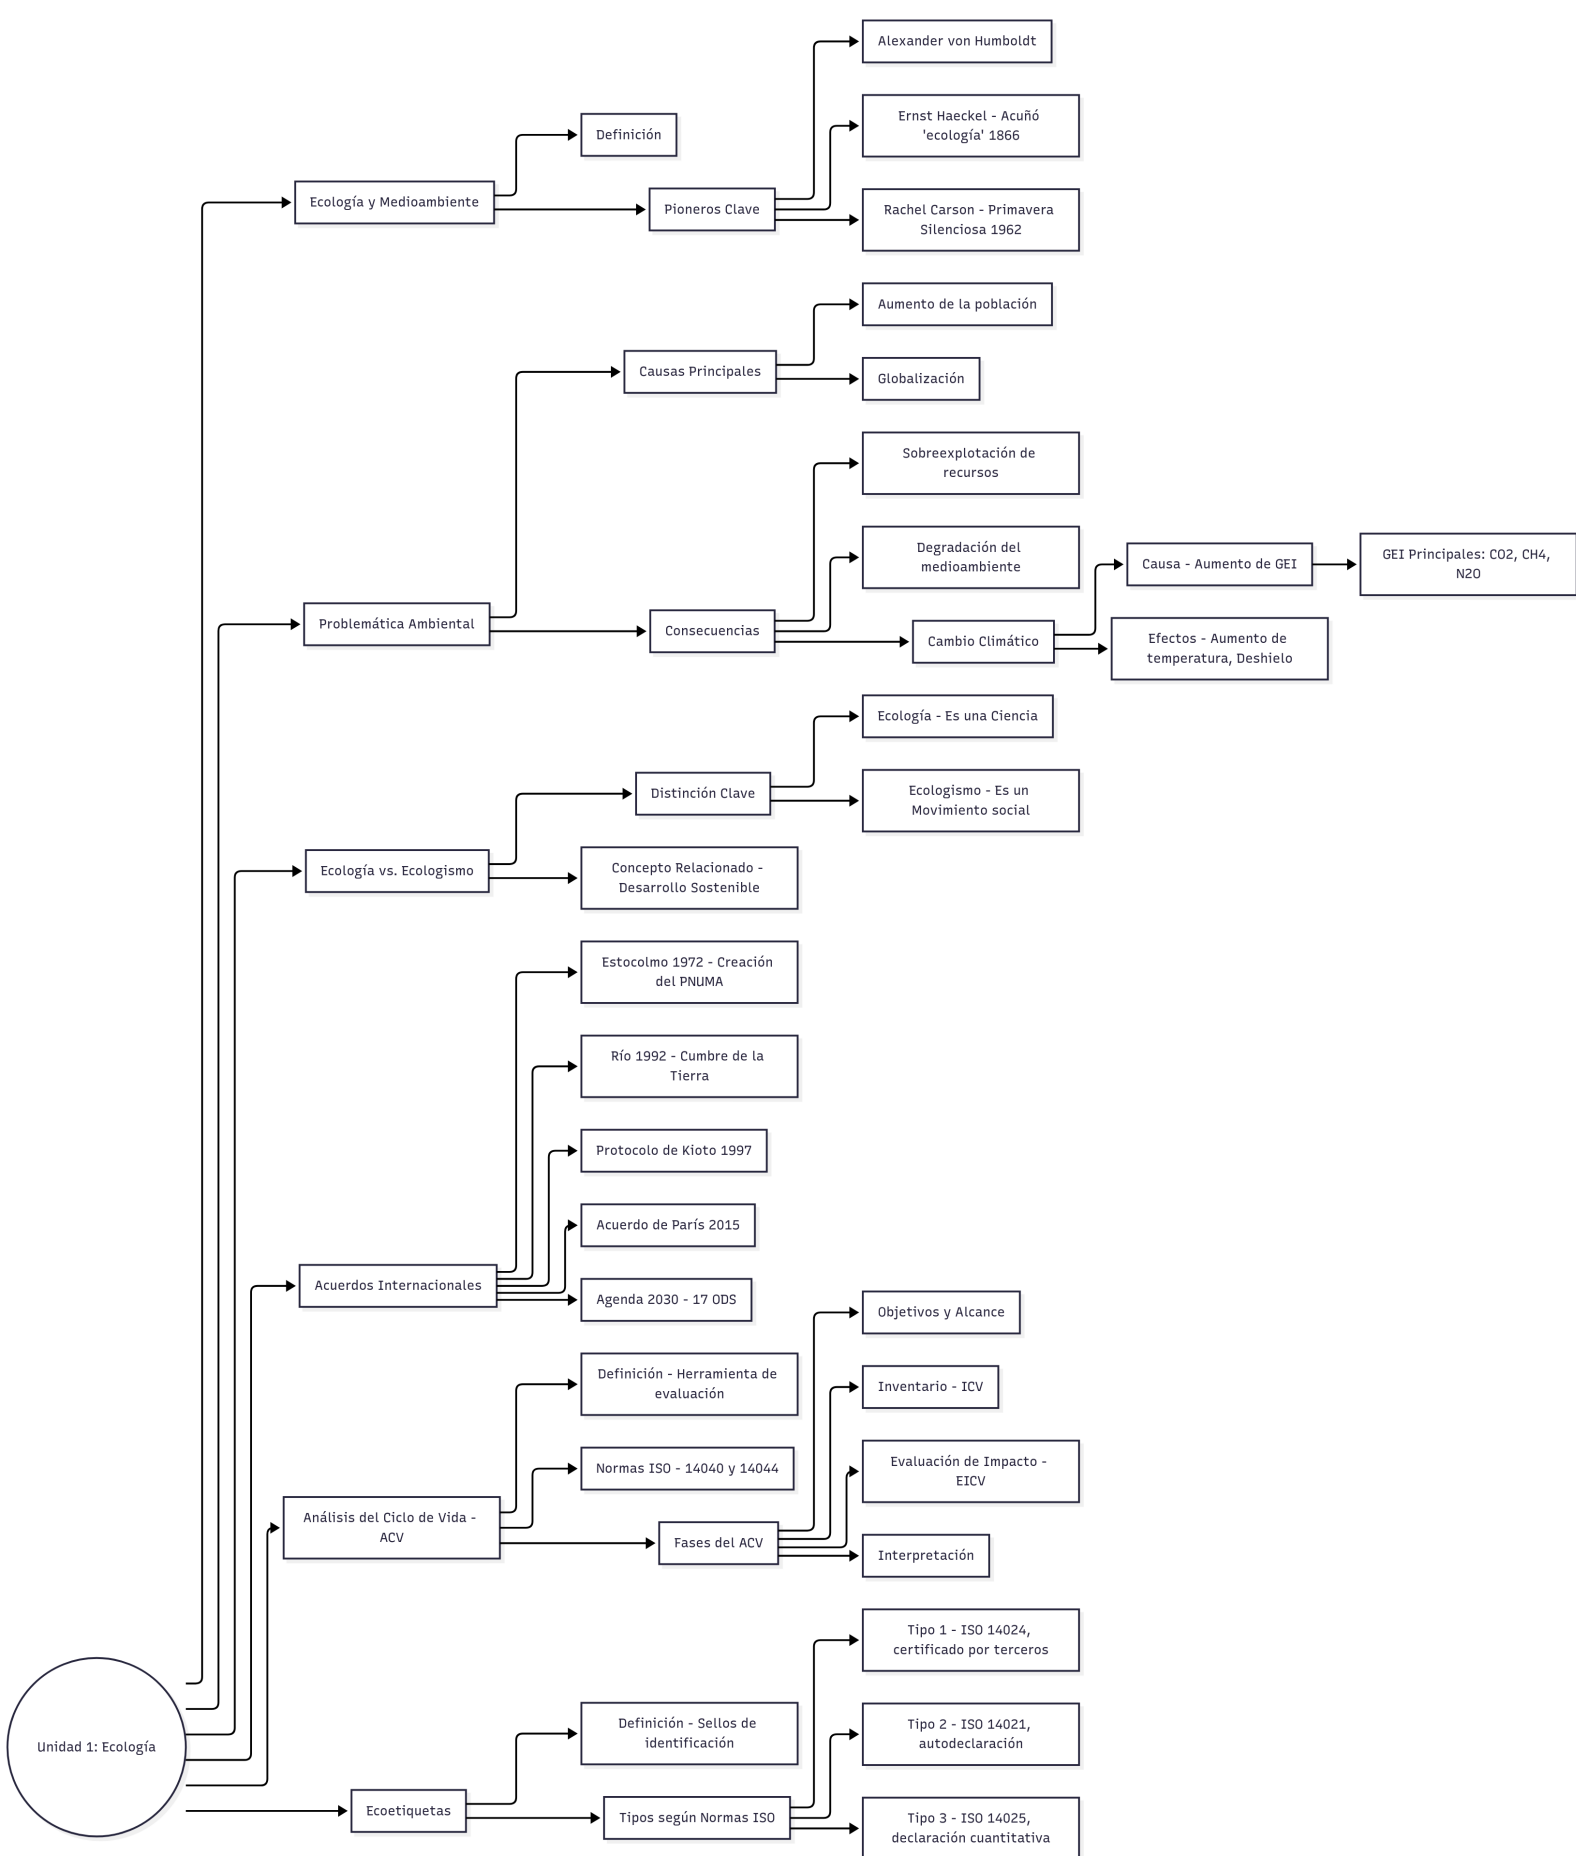 Unidad 1: Ecología
Ecología y Medioambiente
Definición
Pioneros Clave
Alexander von Humboldt
Ernst Haeckel - Acuñó
'ecología' 1866
Rachel Carson - Primavera
Silenciosa 1962
Problemática Ambiental
Causas Principales
Aumento de la población
Globalización
Consecuencias
Sobreexplotación de
recursos
Degradación del
medioambiente
Cambio Climático
Causa - Aumento de GEI
GEI Principales: CO2, CH4,
N2O
Efectos - Aumento de
temperatura, Deshielo
Ecología vs. Ecologismo
Distinción Clave
Ecología - Es una Ciencia
Ecologismo - Es un
Movimiento social
Concepto Relacionado -
Desarrollo Sostenible
Acuerdos Internacionales
Estocolmo 1972 - Creación
del PNUMA
Río 1992 - Cumbre de la
Tierra
Protocolo de Kioto 1997
Acuerdo de París 2015
Agenda 2030 - 17 ODS
Análisis del Ciclo de Vida -
ACV
Definición - Herramienta de
evaluación
Normas ISO - 14040 y 14044
Fases del ACV
Objetivos y Alcance
Inventario - ICV
Evaluación de Impacto -
EICV
Interpretación
Ecoetiquetas
Definición - Sellos de
identificación
Tipos según Normas ISO
Tipo 1 - ISO 14024,
certificado por terceros
Tipo 2 - ISO 14021,
autodeclaración
Tipo 3 - ISO 14025,
declaración cuantitativa